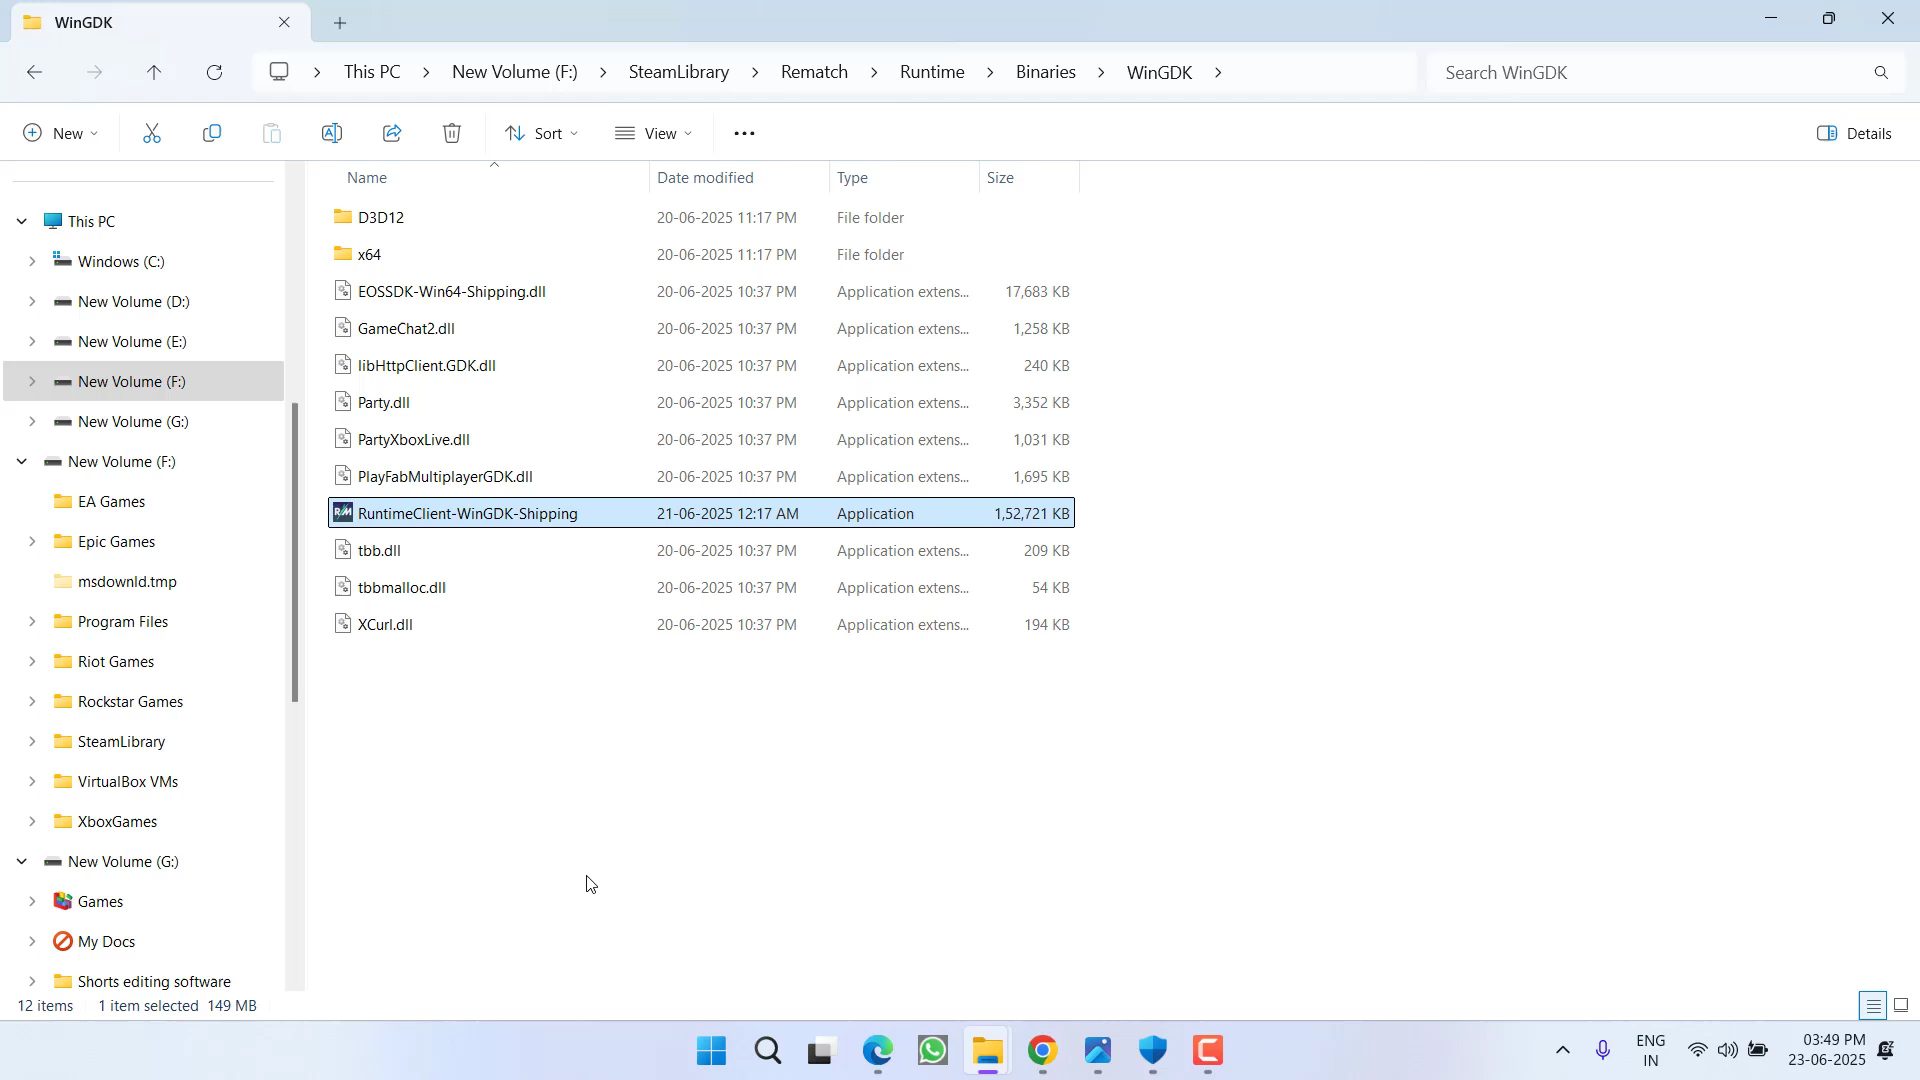 WinGDK
This PC > New Volume (F:) > SteamLibrary > Rematch > Runtime > Binaries > WinGDK >
Search WinGDK
New
Sort
View
Details
Name Date modified Type Size
D3D12 20-06-2025 11:17 PM File folder
x64 20-06-2025 11:17 PM File folder
EOSSDK-Win64-Shipping.dll 20-06-2025 10:37 PM Application extens... 17,683 KB
GameChat2.dll 20-06-2025 10:37 PM Application extens... 1,258 KB
libHttpClient.GDK.dll 20-06-2025 10:37 PM Application extens... 240 KB
Party.dll 20-06-2025 10:37 PM Application extens... 3,352 KB
PartyXboxLive.dll 20-06-2025 10:37 PM Application extens... 1,031 KB
PlayFabMultiplayerGDK.dll 20-06-2025 10:37 PM Application extens... 1,695 KB
R/M RuntimeClient-WinGDK-Shipping 21-06-2025 12:17 AM Application 1,52,721 KB
tbb.dll 20-06-2025 10:37 PM Application extens... 209 KB
tbbmalloc.dll 20-06-2025 10:37 PM Application extens... 54 KB
XCurl.dll 20-06-2025 10:37 PM Application extens... 194 KB
This PC
Windows (C:)
New Volume (D:)
New Volume (E:)
New Volume (F:)
New Volume (G:)
New Volume (F:)
EA Games
Epic Games
msdownld.tmp
Program Files
Riot Games
Rockstar Games
SteamLibrary
VirtualBox VMs
XboxGames
New Volume (G:)
Games
My Docs
Shorts editing software
12 items 1 item selected 149 MB
ENG
IN
03:49 PM
23-06-2025